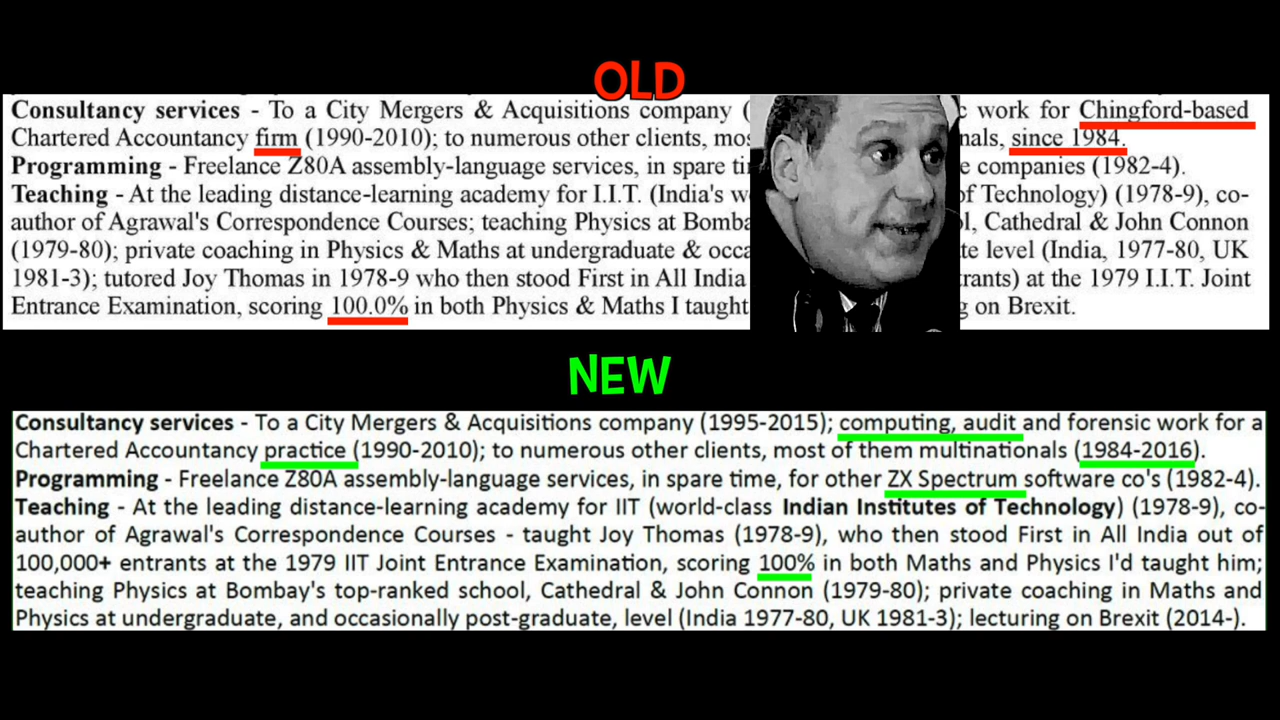 OLD
Consultancy services - To a City Mergers & Acquisitions company ( work for Chingford-based
Chartered Accountancy firm (1990-2010); to numerous other clients, since 1984.
Programming - Freelance Z80A assembly-language services, in spare companies (1982-4).
Teaching - At the leading distance-learning academy for I.I.T. (India's of Technology) (1978-9), co-
author of Agrawal's Correspondence Courses; teaching Physics at Cathedral & John Connon
(1979-80); private coaching in Physics & Maths at undergraduate & level (India, 1977-80, UK
1981-3); tutored Joy Thomas in 1978-9 who then stood First in All India at the 1979 I.I.T. Joint
Entrance Examination, scoring 100.0% in both Physics & Maths I taught on Brexit.
NEW
Consultancy services - To a City Mergers & Acquisitions company (1995-2015); computing, audit and forensic work for a
Chartered Accountancy practice (1990-2010); to numerous other clients, most of them multinationals (1984-2016).
Programming - Freelance Z80A assembly-language services, in spare time, for other ZX Spectrum software co's (1982-4).
Teaching - At the leading distance-learning academy for IIT (world-class Indian Institutes of Technology) (1978-9), co-
author of Agrawal's Correspondence Courses - taught Joy Thomas (1978-9), who then stood First in All India out of
100,000+ entrants at the 1979 IIT Joint Entrance Examination, scoring 100% in both Maths and Physics I'd taught him;
teaching Physics at Bombay's top-ranked school, Cathedral & John Connon (1979-80); private coaching in Maths and
Physics at undergraduate, and occasionally post-graduate, level (India 1977-80, UK 1981-3); lecturing on Brexit (2014-).